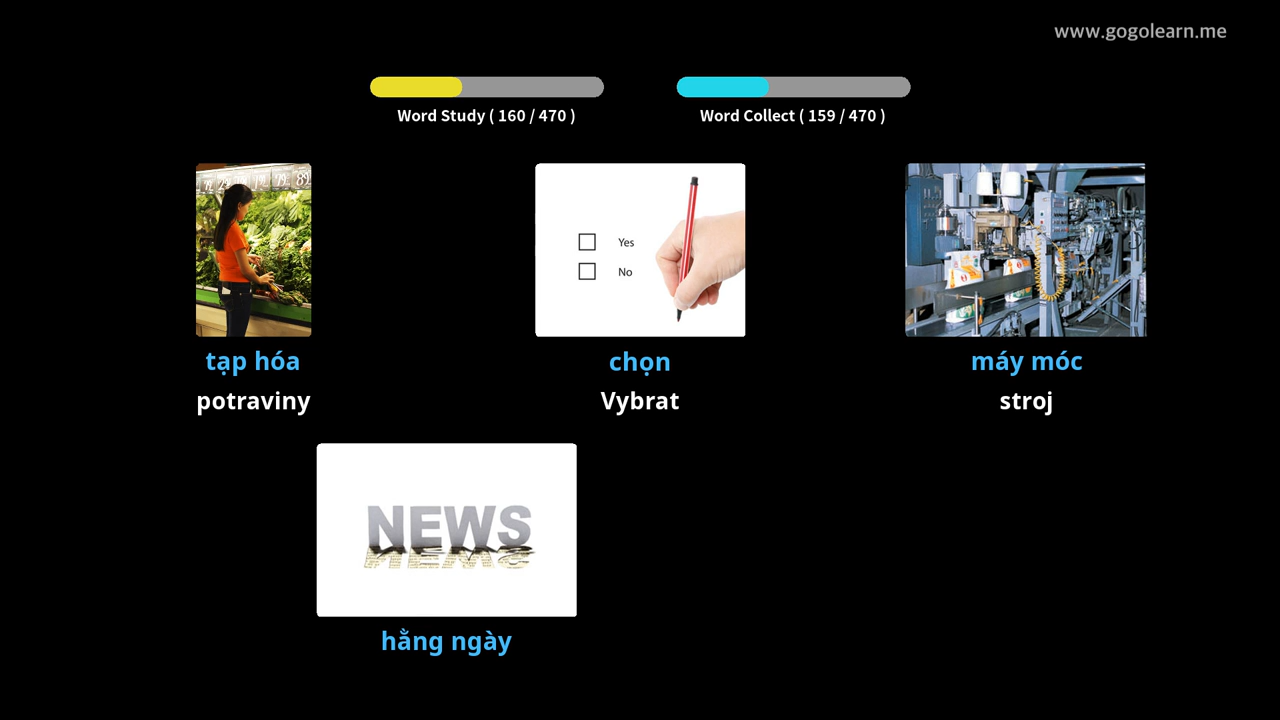 www.gogolearn.me
Word Study ( 160 / 470 )
Word Collect ( 159 / 470 )
Yes
No
tạp hóa
chọn
máy móc
potraviny
Vybrat
stroj
NEWS
hằng ngày